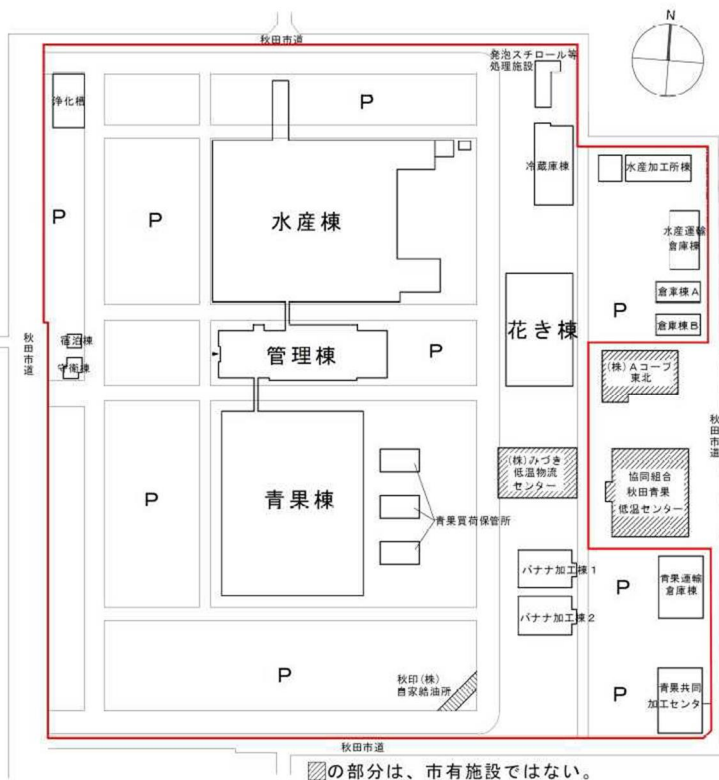 秋田市道
N
発泡スチロール等
処理施設
浄化槽
P
冷蔵庫棟
水産加工所棟
P
P
水産棟
水産運輸
倉庫棟
倉庫棟A
P
倉庫棟B
花き棟
秋田市道
宿泊棟
守衛棟
管理棟
P
(株)Aコープ
東北
秋田市道
(株)みづき
低温物流
センター
協同組合
秋田青果
低温センター
P
青果棟
青果買荷保管所
バナナ加工棟1
バナナ加工棟2
P
青果運輸
倉庫棟
P
秋印(株)
自家給油所
P
青果共同
加工センター
秋田市道
の部分は、市有施設ではない。